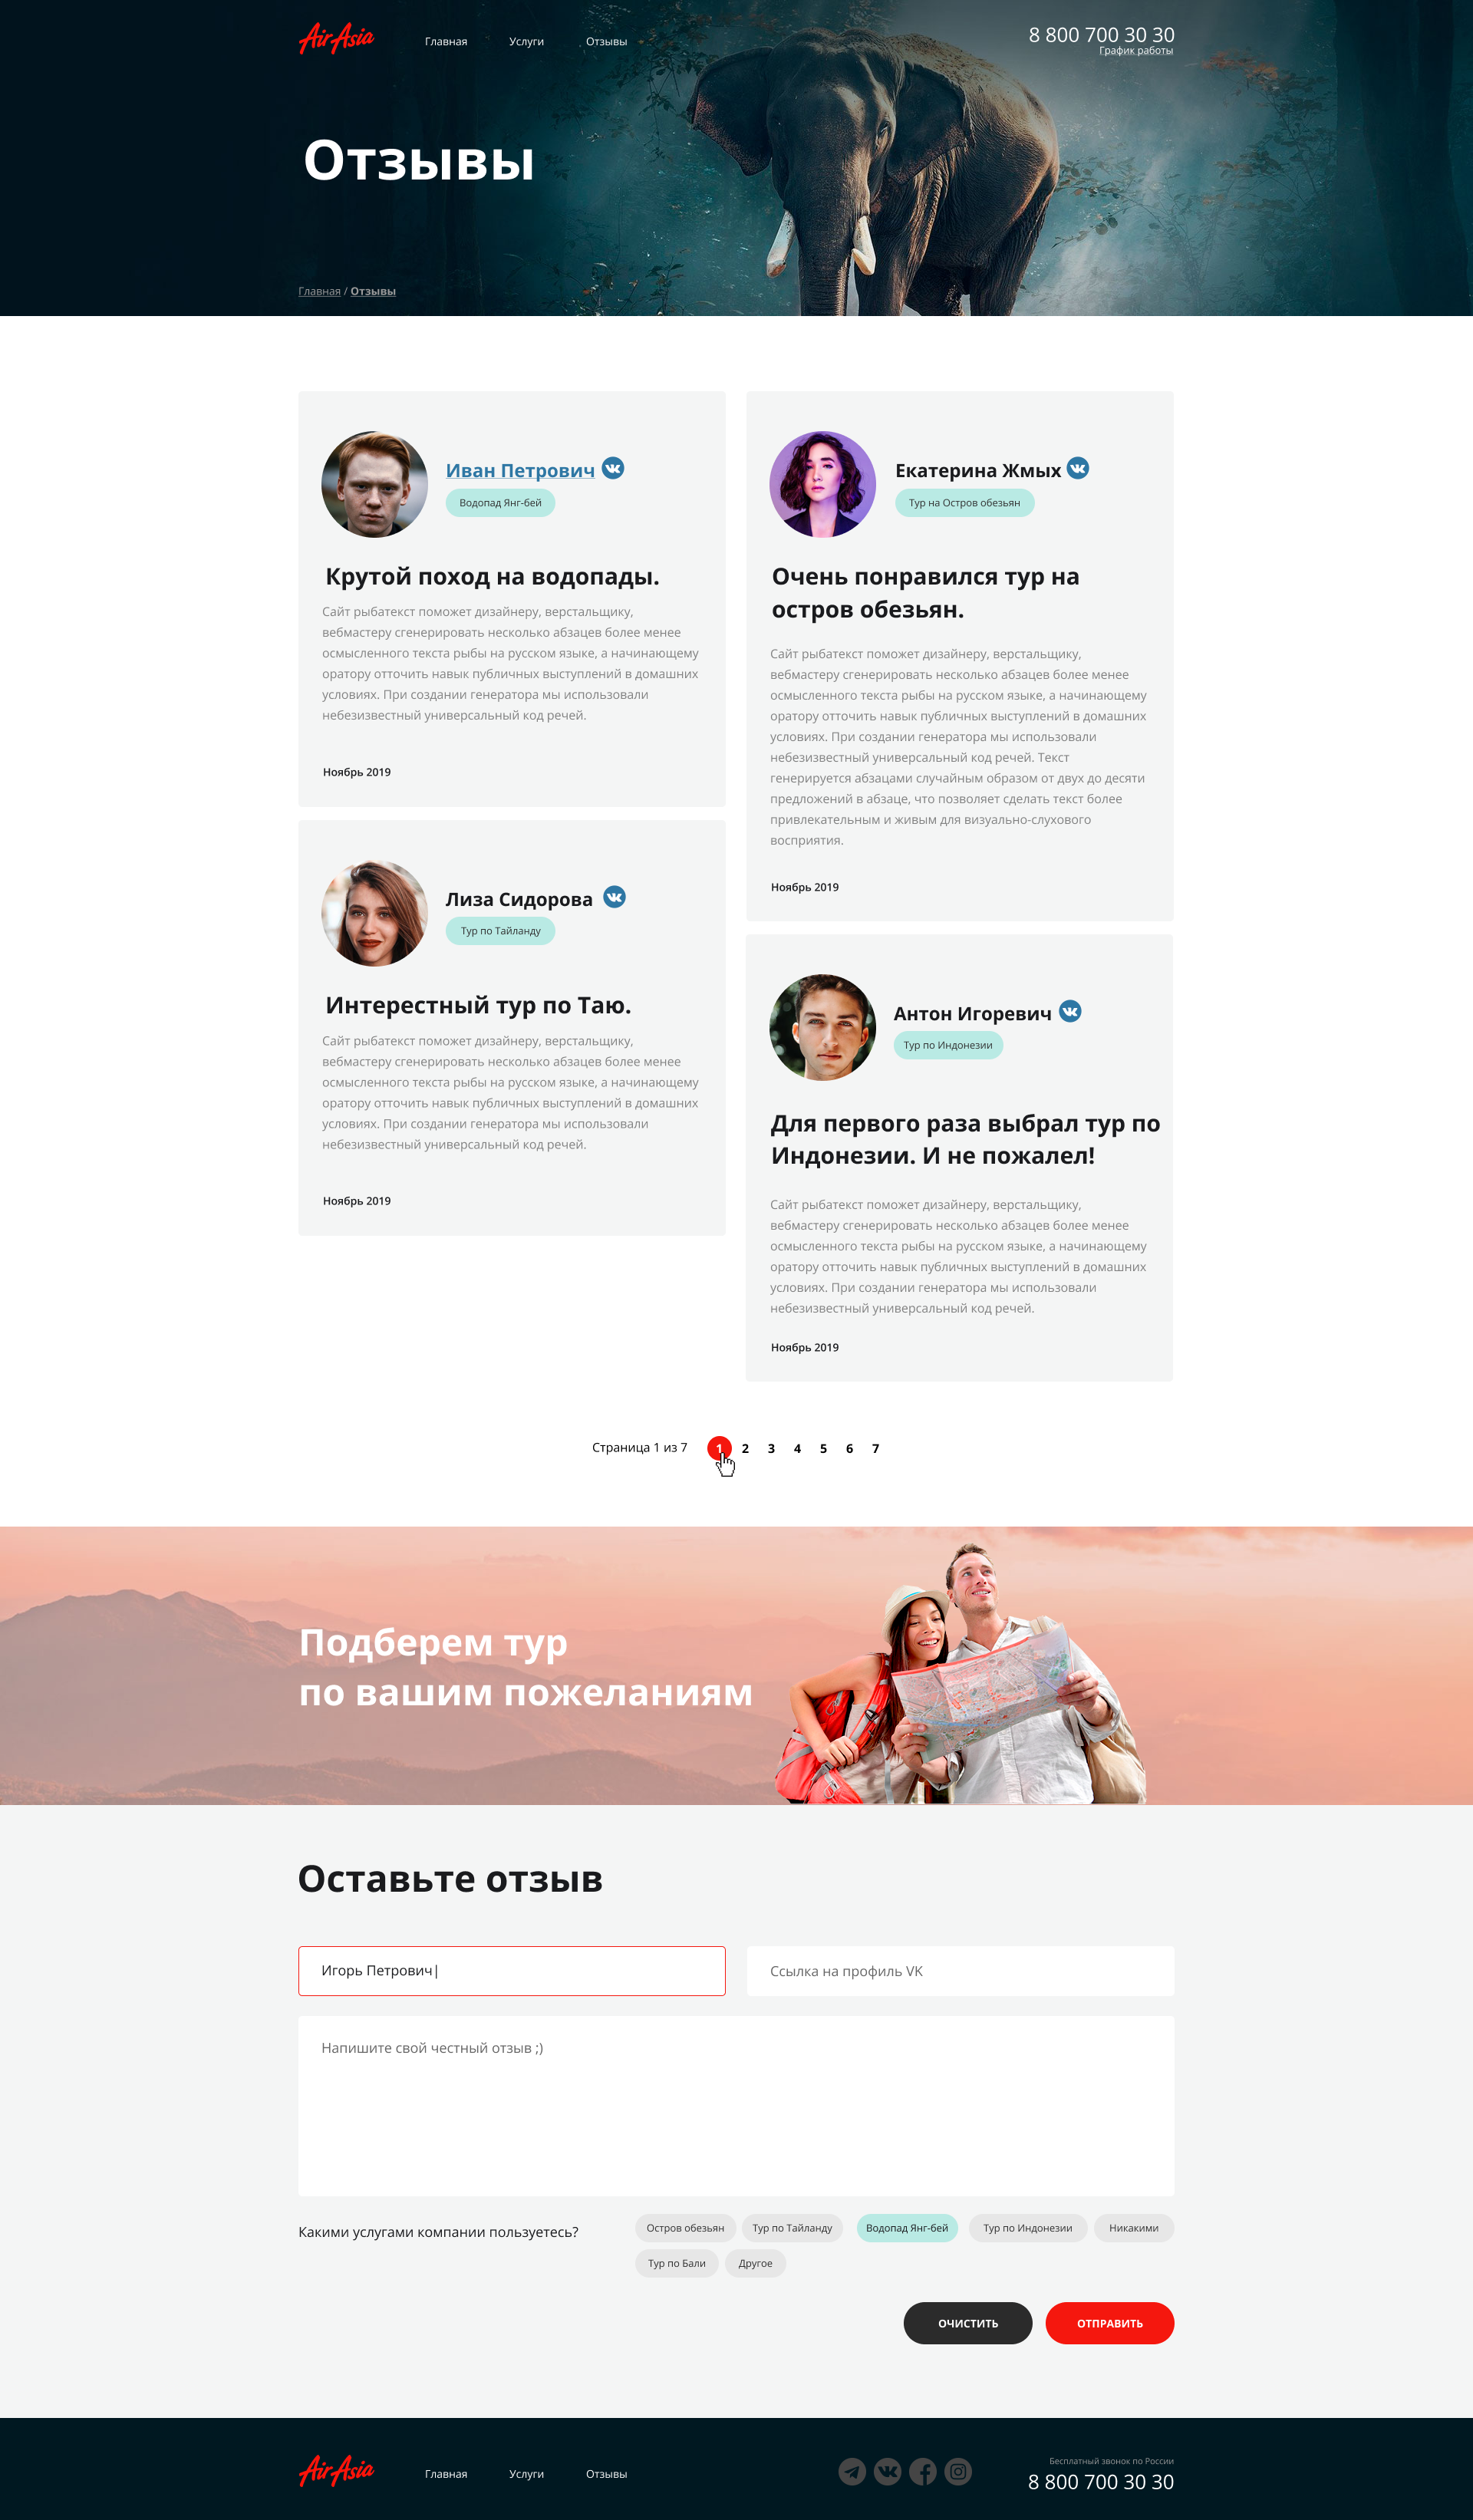 AirAsia
Главная
Услуги
Отзывы
8 800 700 30 30
График работы
Отзывы
Главная / Отзывы
Иван Петрович
Водопад Янг-бей
Крутой поход на водопады.
Сайт рыбатекст поможет дизайнеру, верстальщику,
вебмастеру сгенерировать несколько абзацев более менее
осмысленного текста рыбы на русском языке, а начинающему
оратору отточить навык публичных выступлений в домашних
условиях. При создании генератора мы использовали
небезизвестный универсальный код речей.
Ноябрь 2019
Екатерина Жмых
Тур на Остров обезьян
Очень понравился тур на
остров обезьян.
Сайт рыбатекст поможет дизайнеру, верстальщику,
вебмастеру сгенерировать несколько абзацев более менее
осмысленного текста рыбы на русском языке, а начинающему
оратору отточить навык публичных выступлений в домашних
условиях. При создании генератора мы использовали
небезизвестный универсальный код речей. Текст
генерируется абзацами случайным образом от двух до десяти
предложений в абзаце, что позволяет сделать текст более
привлекательным и живым для визуально-слухового
восприятия.
Ноябрь 2019
Лиза Сидорова
Тур по Тайланду
Интерестный тур по Таю.
Сайт рыбатекст поможет дизайнеру, верстальщику,
вебмастеру сгенерировать несколько абзацев более менее
осмысленного текста рыбы на русском языке, а начинающему
оратору отточить навык публичных выступлений в домашних
условиях. При создании генератора мы использовали
небезизвестный универсальный код речей.
Ноябрь 2019
Антон Игоревич
Тур по Индонезии
Для первого раза выбрал тур по
Индонезии. И не пожалел!
Сайт рыбатекст поможет дизайнеру, верстальщику,
вебмастеру сгенерировать несколько абзацев более менее
осмысленного текста рыбы на русском языке, а начинающему
оратору отточить навык публичных выступлений в домашних
условиях. При создании генератора мы использовали
небезизвестный универсальный код речей.
Ноябрь 2019
Страница 1 из 7 1 2 3 4 5 6 7
Подберем тур
по вашим пожеланиям
Оставьте отзыв
Игорь Петрович|
Ссылка на профиль VK
Напишите свой честный отзыв ;)
Какими услугами компании пользуетесь?
Остров обезьян
Тур по Тайланду
Водопад Янг-бей
Тур по Индонезии
Никакими
Тур по Бали
Другое
ОЧИСТИТЬ
ОТПРАВИТЬ
AirAsia
Главная
Услуги
Отзывы
Бесплатный звонок по России
8 800 700 30 30